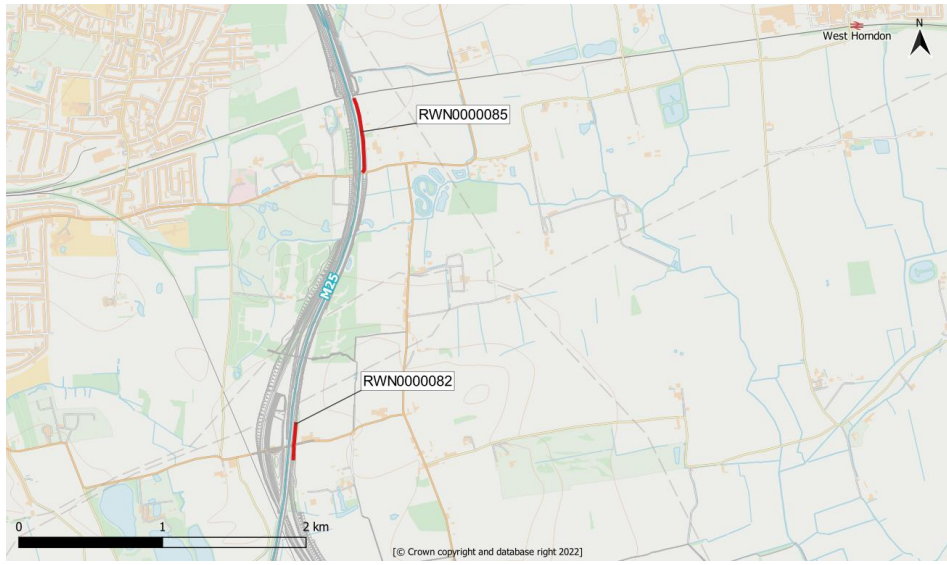 N
West Horndon
RWN0000085
M25
RWN0000082
0 1 2 km
[© Crown copyright and database right 2022]